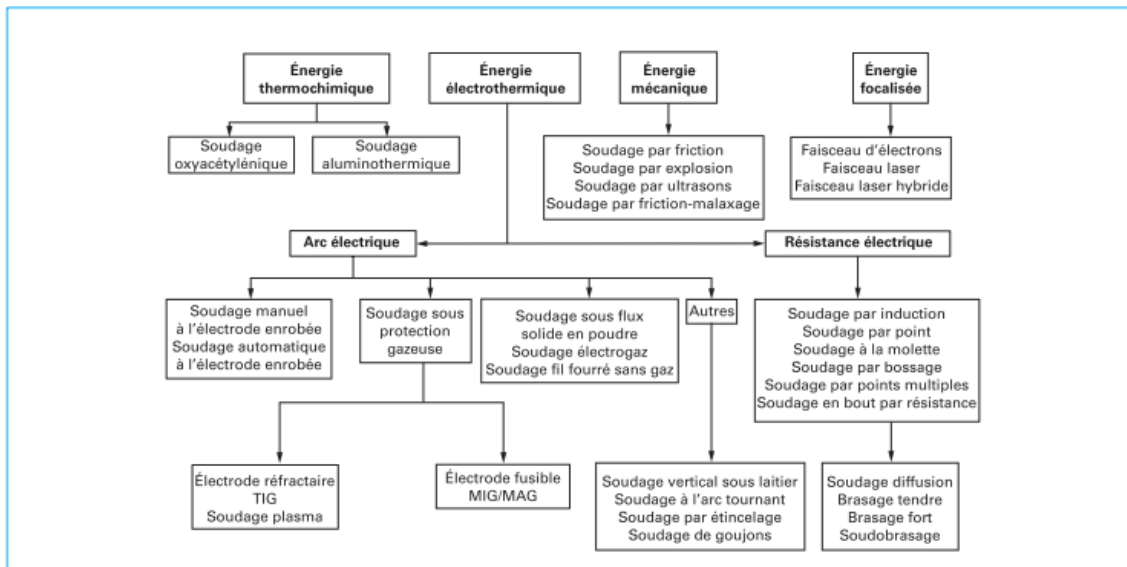 Énergie
thermochimique
Énergie
électrothermique
Énergie
mécanique
Énergie
focalisée
Soudage
oxyacétylénique
Soudage
aluminothermique
Soudage par friction
Soudage par explosion
Soudage par ultrasons
Soudage par friction-malaxage
Faisceau d'électrons
Faisceau laser
Faisceau laser hybride
Arc électrique
Résistance électrique
Soudage manuel
à l'électrode enrobée
Soudage automatique
à l'électrode enrobée
Soudage sous
protection
gazeuse
Soudage sous flux
solide en poudre
Soudage électrogaz
Soudage fil fourré sans gaz
Autres
Soudage par induction
Soudage par point
Soudage à la molette
Soudage par bossage
Soudage par points multiples
Soudage en bout par résistance
Électrode réfractaire
TIG
Soudage plasma
Électrode fusible
MIG/MAG
Soudage vertical sous laitier
Soudage à l'arc tournant
Soudage par étincelage
Soudage de goujons
Soudage diffusion
Brasage tendre
Brasage fort
Soudobrasage